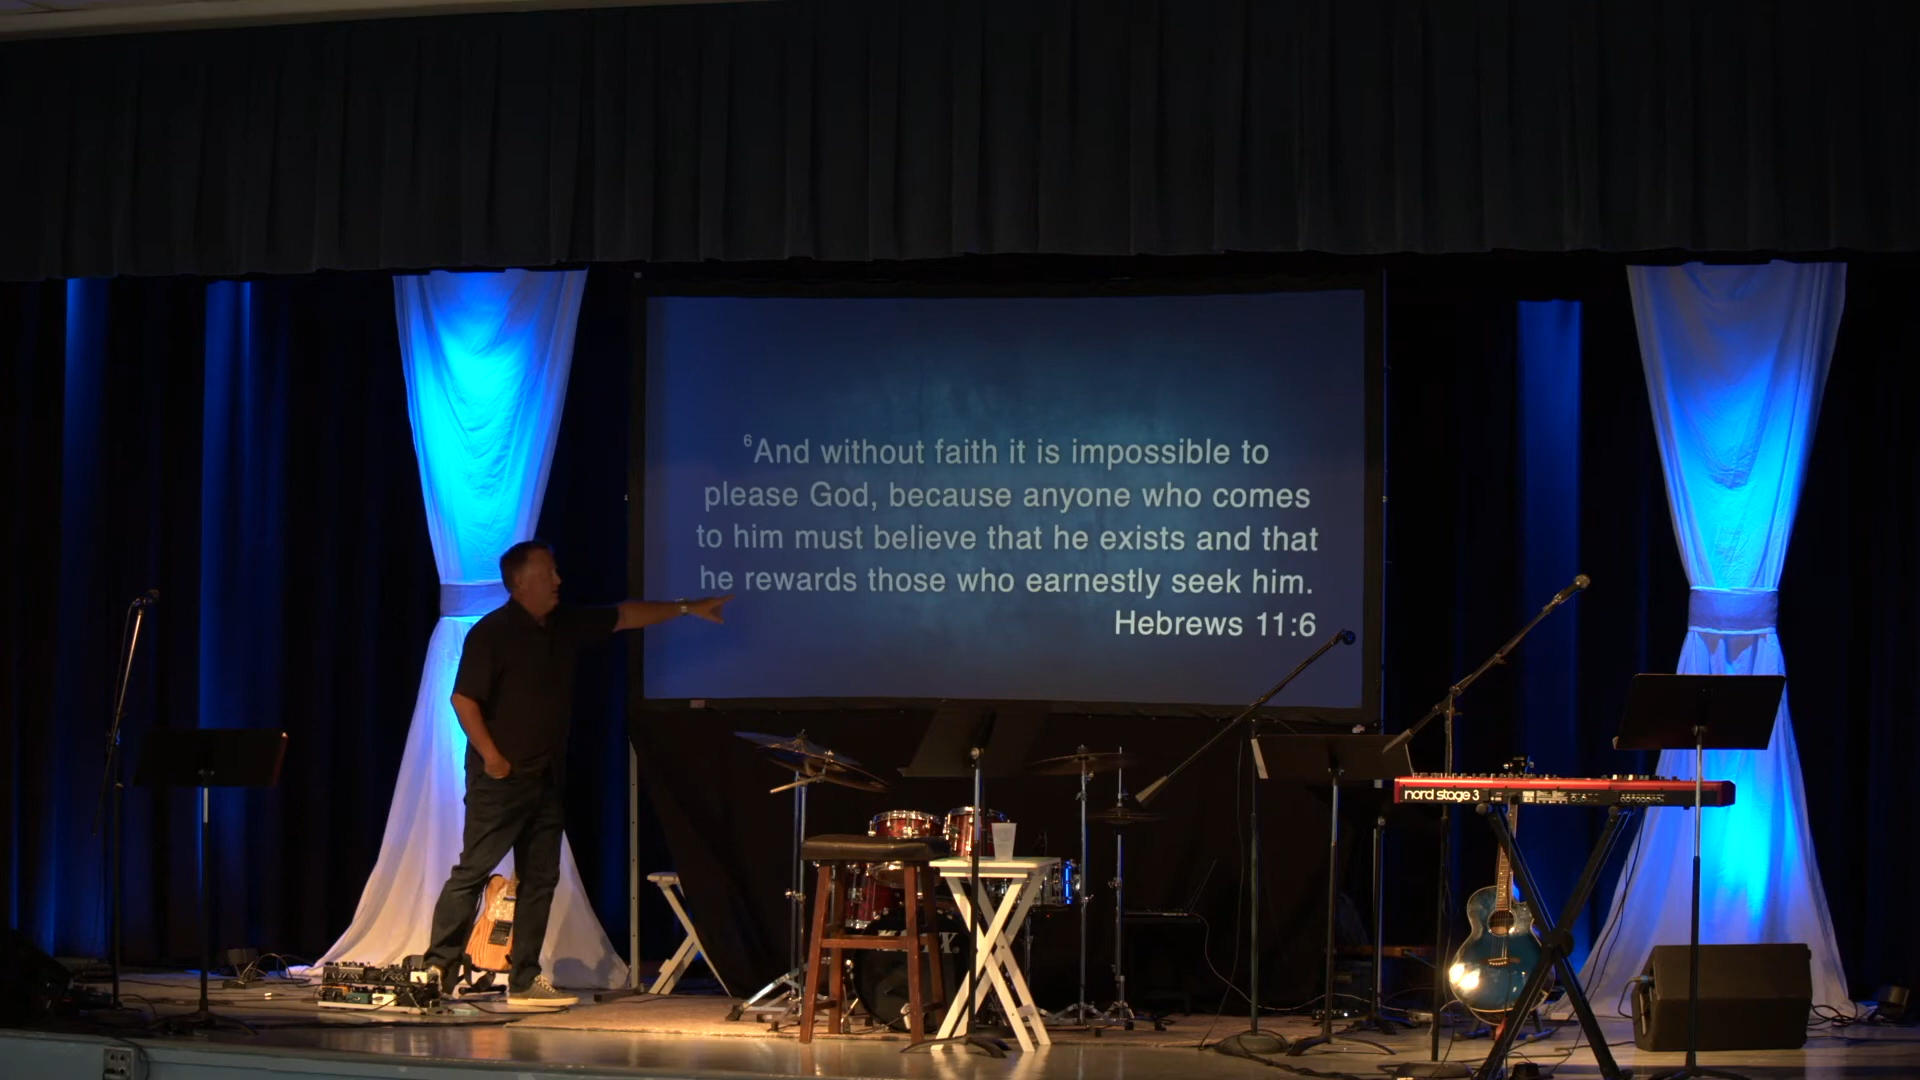 ⁶And without faith it is impossible to
please God, because anyone who comes
to him must believe that he exists and that
he rewards those who earnestly seek him.
Hebrews 11:6
nord stage 3